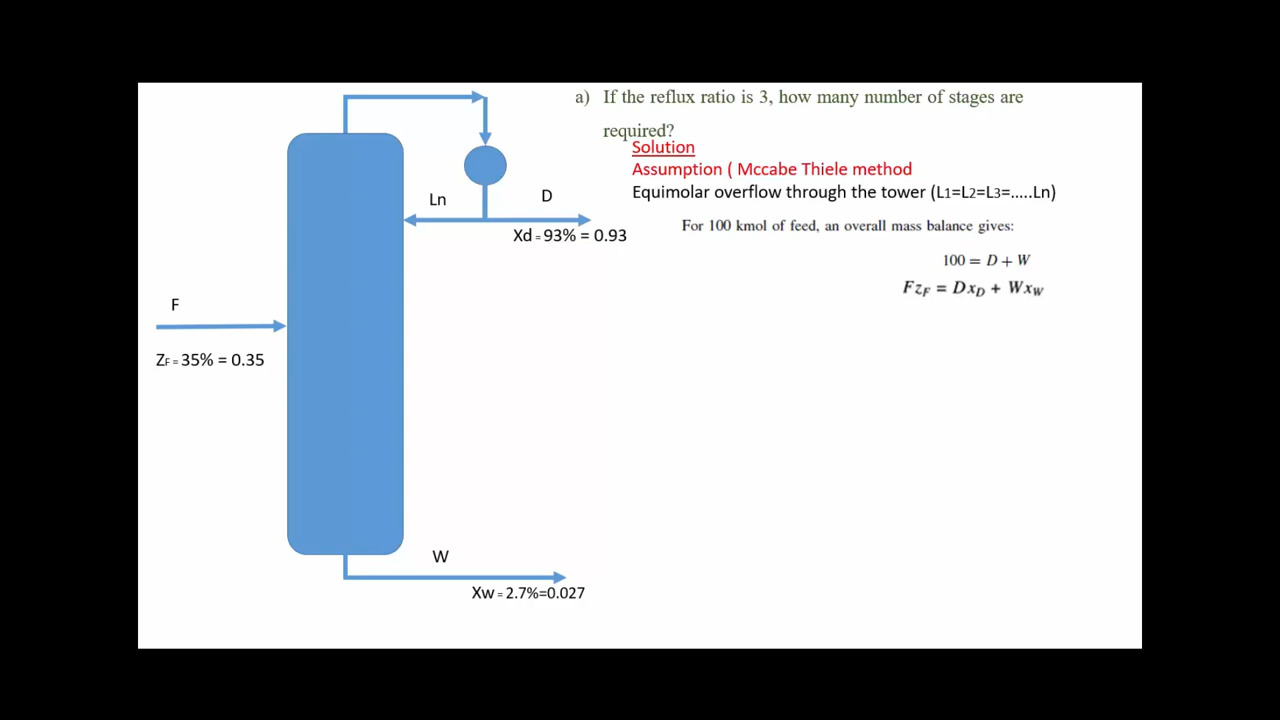 a) If the reflux ratio is 3, how many number of stages are
required?
Solution
Assumption ( Mccabe Thiele method
Equimolar overflow through the tower (L1=L2=L3=.....Ln)
For 100 kmol of feed, an overall mass balance gives:
100 = D + W
FzF = DxD + WxW
Ln
D
Xd = 93% = 0.93
F
ZF = 35% = 0.35
W
Xw = 2.7%=0.027